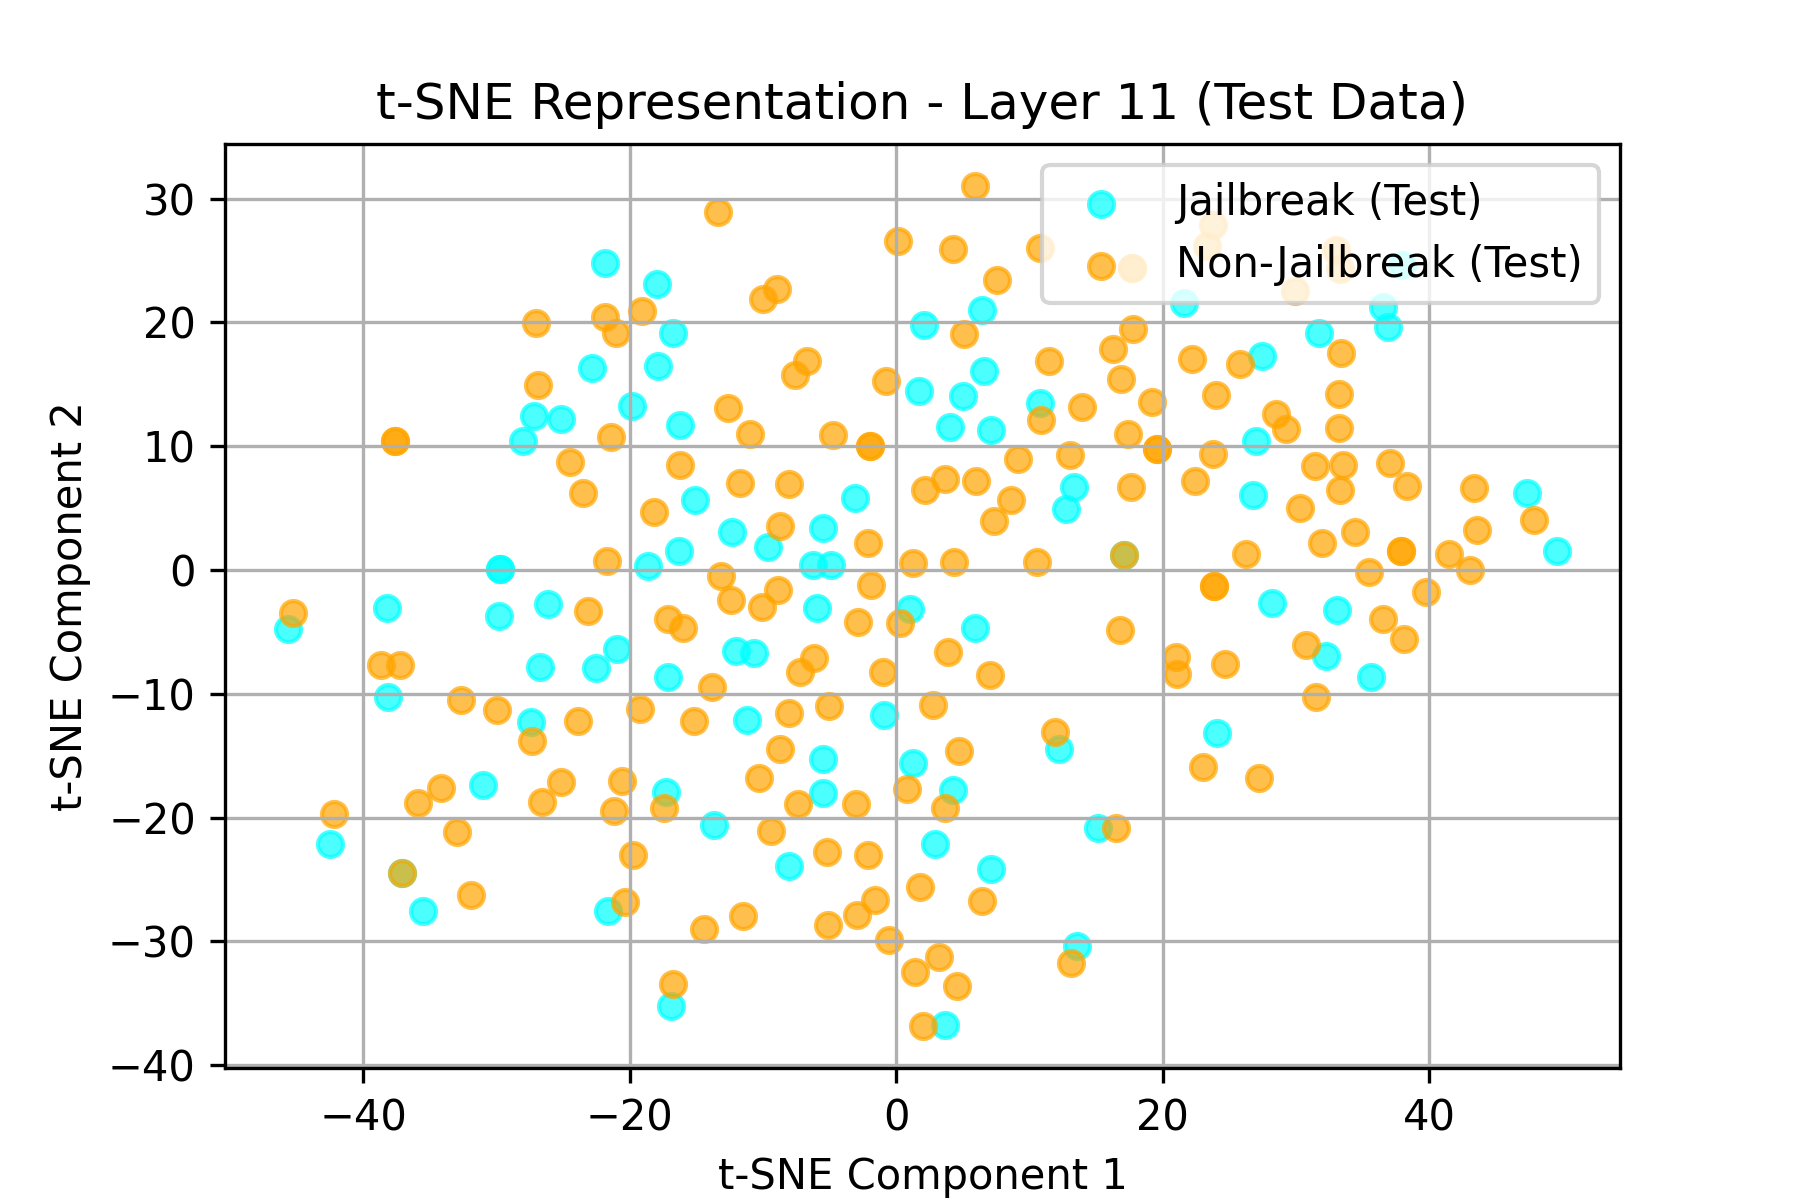 t-SNE Representation - Layer 11 (Test Data)
Jailbreak (Test)
Non-Jailbreak (Test)
30
20
10
0
−10
−20
−30
−40
t-SNE Component 2
−40
−20
0
20
40
t-SNE Component 1